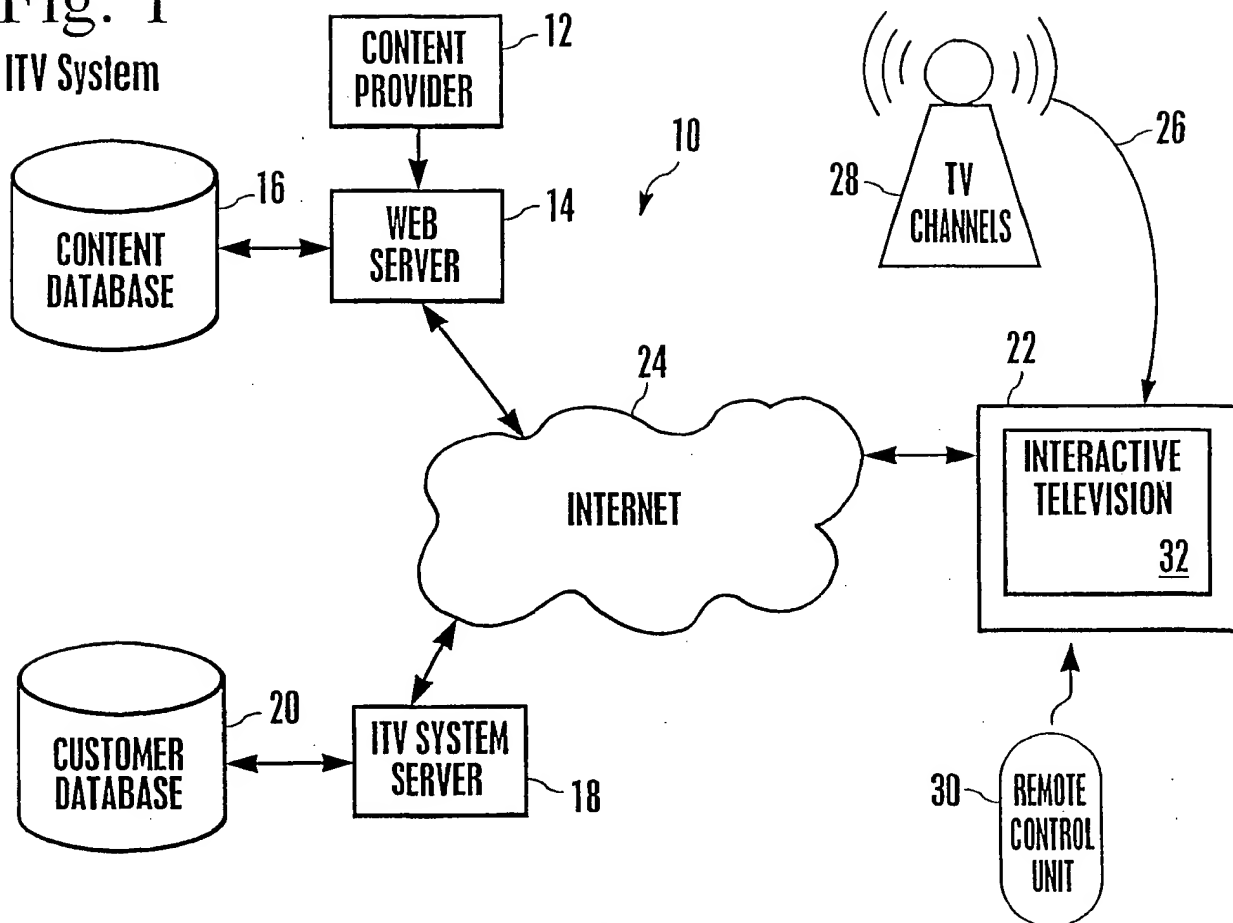 Fig. 1
ITV System
CONTENT
PROVIDER
12
10
26
28
TV
CHANNELS
16
CONTENT
DATABASE
WEB
SERVER
14
24
INTERNET
22
INTERACTIVE
TELEVISION
32
20
CUSTOMER
DATABASE
ITV SYSTEM
SERVER
18
30
REMOTE
CONTROL
UNIT